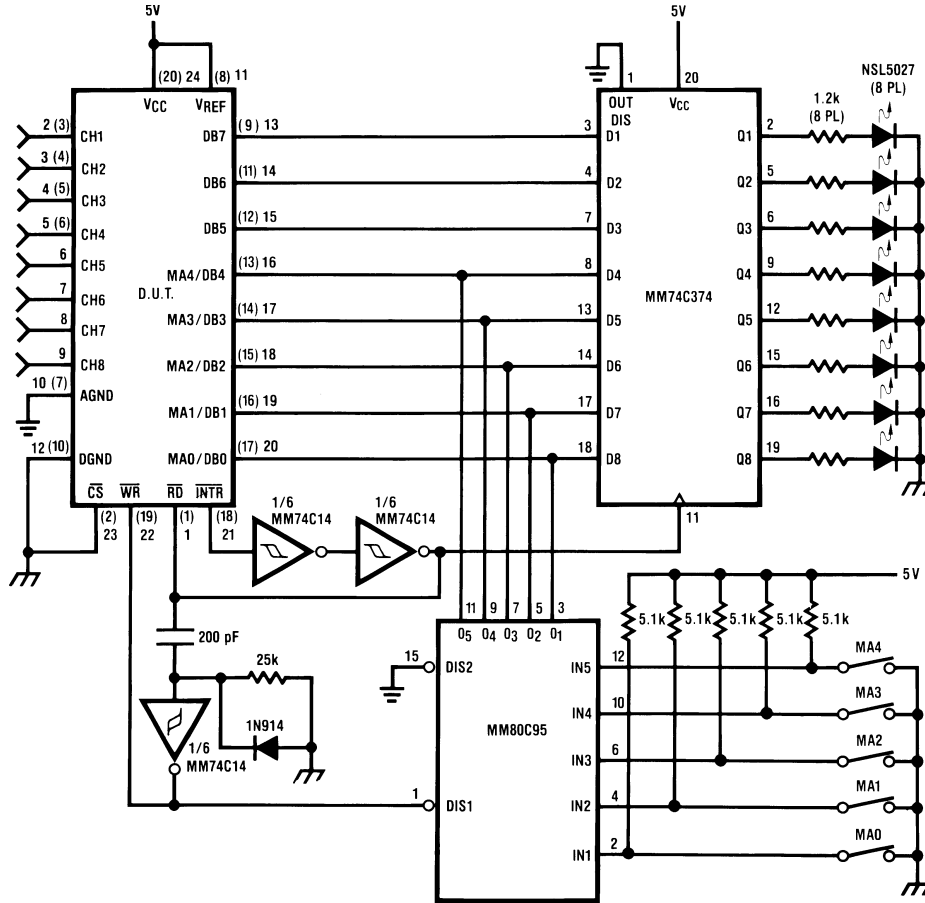 5V
5V
(20) 24
(8) 11
1
20
NSL5027
(8 PL)
VCC
VREF
OUT
DIS
VCC
1.2k
(8 PL)
2 (3)
CH1
DB7
(9) 13
3
D1
Q1
2
3 (4)
CH2
DB6
(11) 14
4
D2
Q2
5
4 (5)
CH3
DB5
(12) 15
7
D3
Q3
6
5 (6)
CH4
6
CH5
MA4/DB4
(13) 16
8
D4
Q4
9
D.U.T.
MM74C374
7
CH6
MA3/DB3
(14) 17
13
D5
Q5
12
8
CH7
9
CH8
MA2/DB2
(15) 18
14
D6
Q6
15
10 (7)
AGND
MA1/DB1
(16) 19
17
D7
Q7
16
12 (10)
DGND
MA0/DB0
(17) 20
18
D8
Q8
19
CS
WR
RD
INTR
(2)
23
(19)
22
(1)
1
(18)
21
1/6
MM74C14
1/6
MM74C14
11
5V
200 pF
11
9
7
5
3
O5
O4
O3
O2
O1
5.1k
5.1k
5.1k
5.1k
5.1k
15
DIS2
IN5
12
MA4
25k
1N914
1/6
MM74C14
MM80C95
IN4
10
MA3
IN3
6
MA2
1
DIS1
IN2
4
MA1
IN1
2
MA0